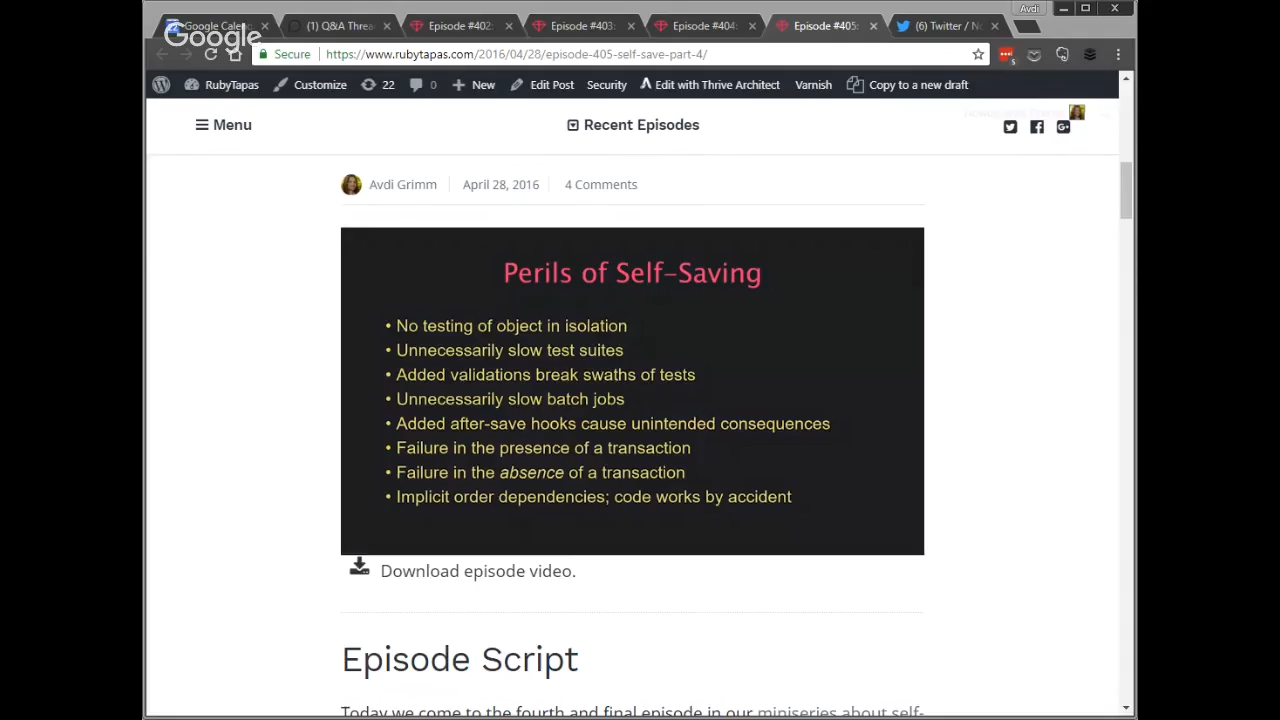 Avdi
Google Calen
(1) Q&A Threa
Episode #402:
Episode #403:
Episode #404:
Episode #405:
(6) Twitter / No
Google
Secure
https://www.rubytapas.com/2016/04/28/episode-405-self-save-part-4/
5
RubyTapas
Customize
22
0
New
Edit Post
Security
Edit with Thrive Architect
Varnish
Copy to a new draft
Menu
Recent Episodes
Avdi Grimm
April 28, 2016
4 Comments
Perils of Self-Saving
• No testing of object in isolation
• Unnecessarily slow test suites
• Added validations break swaths of tests
• Unnecessarily slow batch jobs
• Added after-save hooks cause unintended consequences
• Failure in the presence of a transaction
• Failure in the absence of a transaction
• Implicit order dependencies; code works by accident
Download episode video.
Episode Script
Today we come to the fourth and final episode in our miniseries about self-